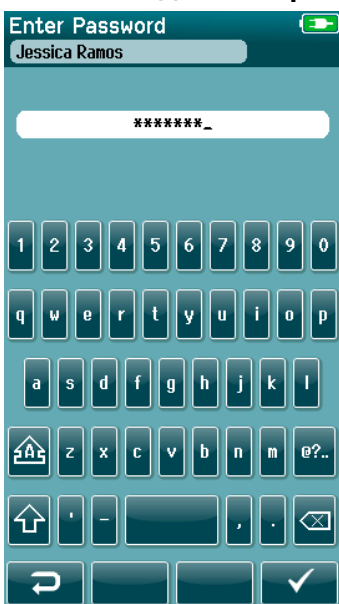 Enter Password
Jessica Ramos
*******_
1 2 3 4 5 6 7 8 9 0
q w e r t y u i o p
a s d f g h j k l
A z x c v b n m @?..
' - , .